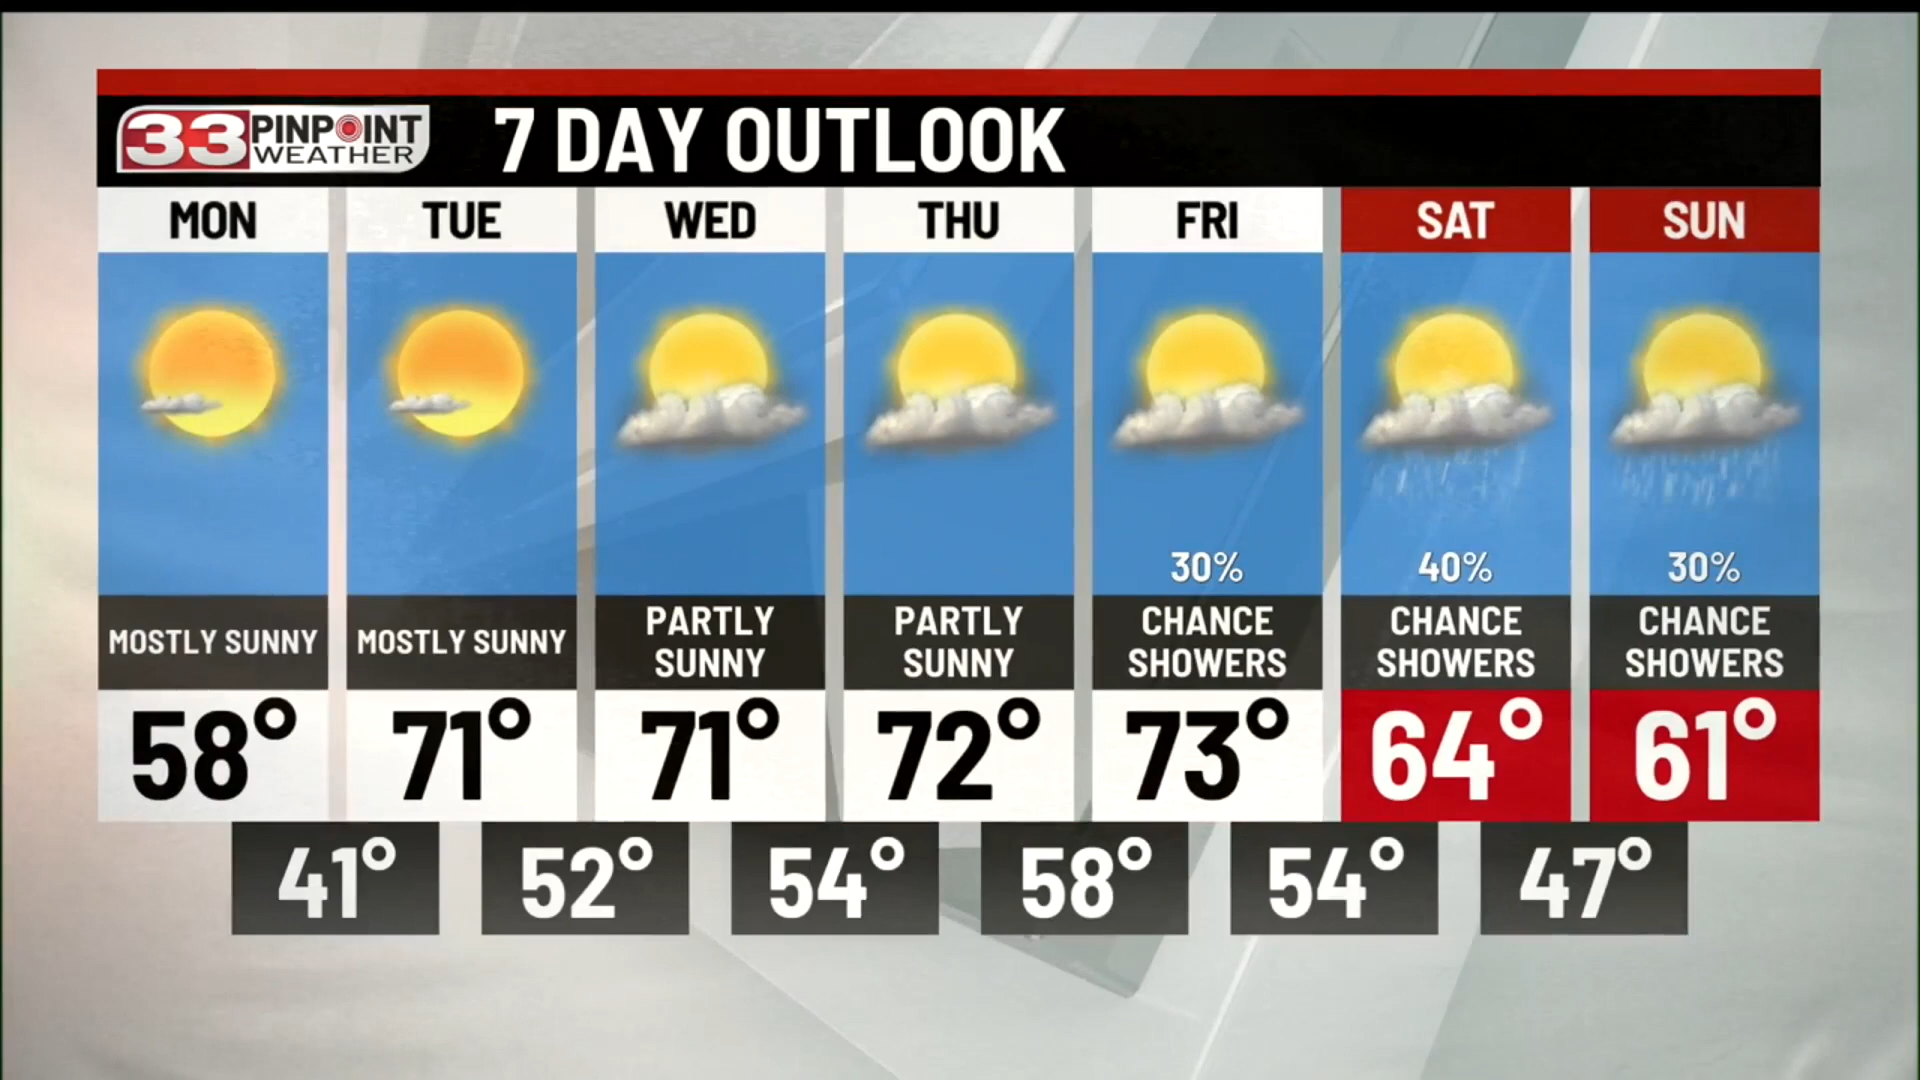 33 PINPOINT WEATHER
7 DAY OUTLOOK
MON TUE WED THU FRI SAT SUN
30% 40% 30%
MOSTLY SUNNY
MOSTLY SUNNY
PARTLY
SUNNY
PARTLY
SUNNY
CHANCE
SHOWERS
CHANCE
SHOWERS
CHANCE
SHOWERS
58° 71° 71° 72° 73° 64° 61°
41° 52° 54° 58° 54° 47°